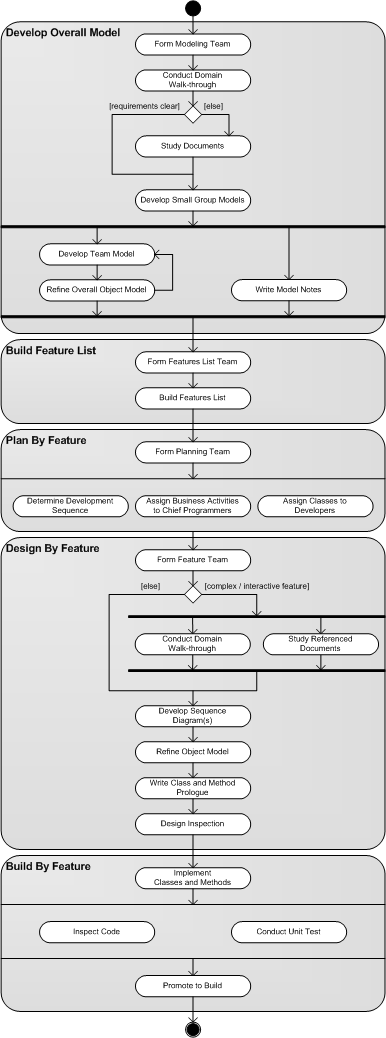 Develop Overall Model
Form Modeling Team
Conduct Domain
Walk-through
[requirements clear]
[else]
Study Documents
Develop Small Group Models
Develop Team Model
Refine Overall Object Model
Write Model Notes
Build Feature List
Form Features List Team
Build Features List
Plan By Feature
Form Planning Team
Determine Development
Sequence
Assign Business Activities
to Chief Programmers
Assign Classes to
Developers
Design By Feature
Form Feature Team
[else]
[complex / interactive feature]
Conduct Domain
Walk-through
Study Referenced
Documents
Develop Sequence
Diagram(s)
Refine Object Model
Write Class and Method
Prologue
Design Inspection
Build By Feature
Implement
Classes and Methods
Inspect Code
Conduct Unit Test
Promote to Build